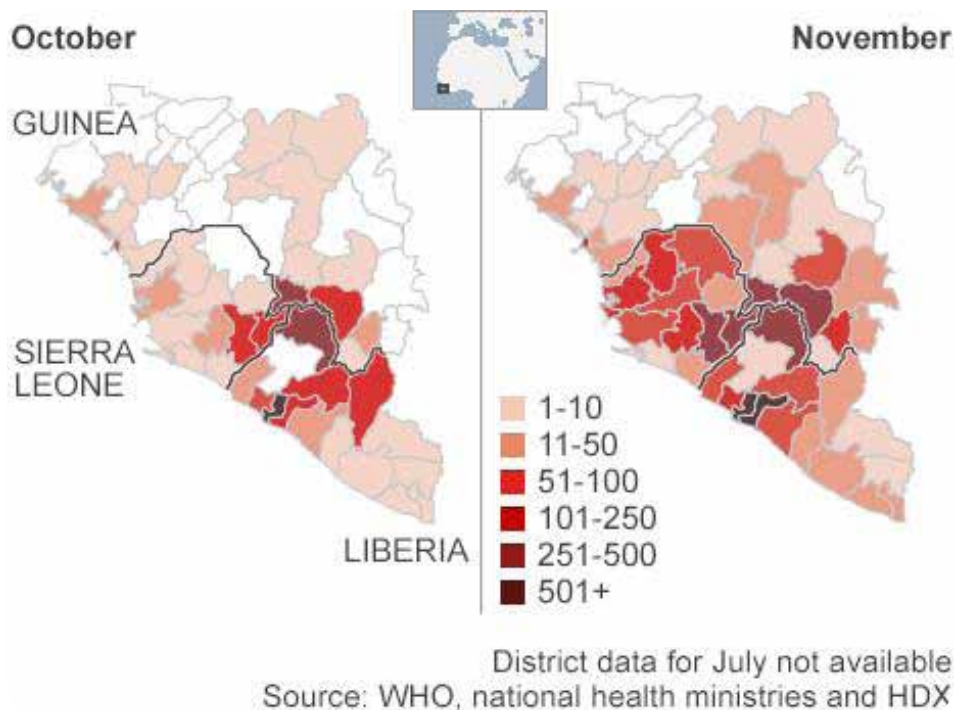 October
November
GUINEA
SIERRA
LEONE
LIBERIA
1-10
11-50
51-100
101-250
251-500
501+
District data for July not available
Source: WHO, national health ministries and HDX